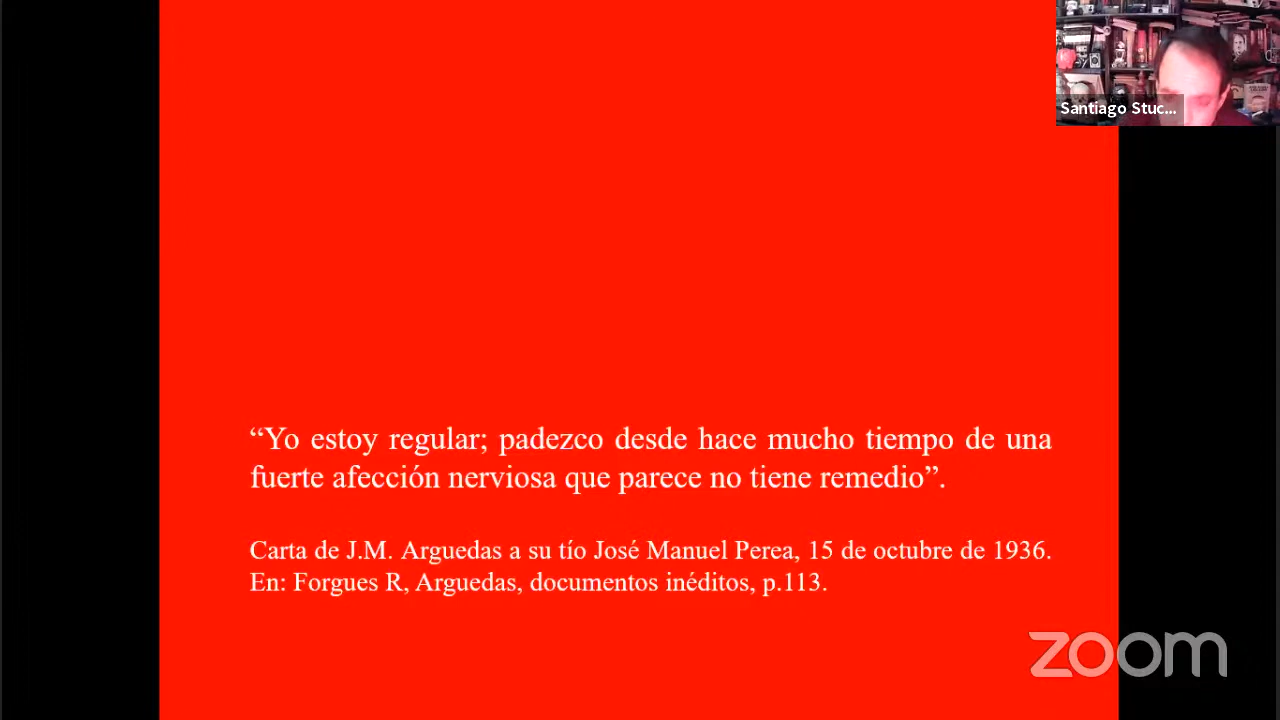 Santiago Stuc...
“Yo estoy regular; padezco desde hace mucho tiempo de una
fuerte afección nerviosa que parece no tiene remedio”.
Carta de J.M. Arguedas a su tío José Manuel Perea, 15 de octubre de 1936.
En: Forgues R, Arguedas, documentos inéditos, p.113.
zoom